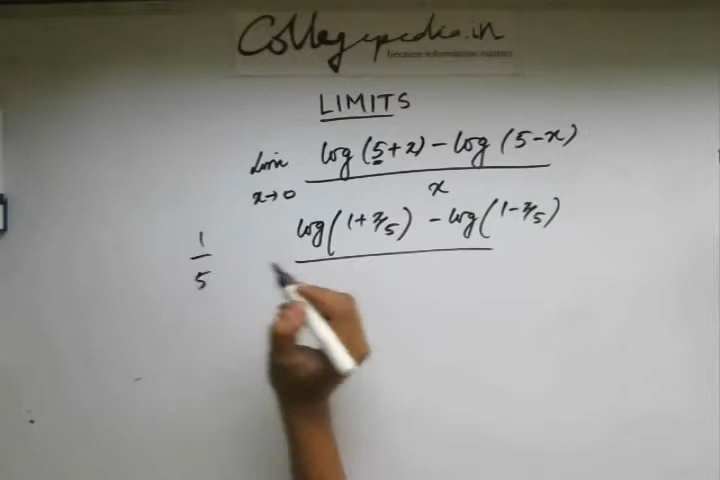 Collegepedia.in
because information matters
LIMITS
log (5+x) - log (5-x)
Lim
x→0
x
log(1+x/5) - log(1-x/5)
1
5